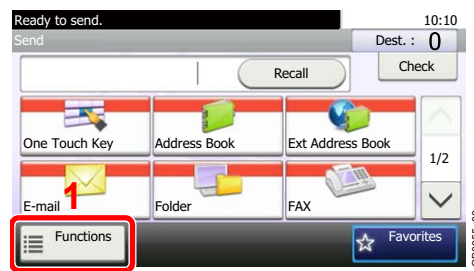 Ready to send. 10:10
Send Dest. : 0
Recall Check
One Touch Key Address Book Ext Address Book
1/2
E-mail Folder FAX
1
Functions Favorites